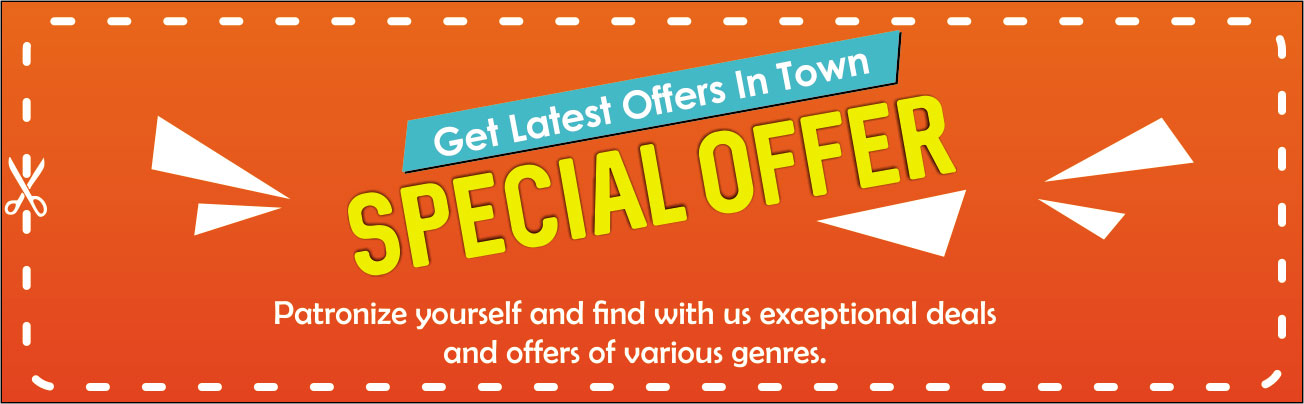 Get Latest Offers In Town
SPECIAL OFFER
Patronize yourself and find with us exceptional deals
and offers of various genres.